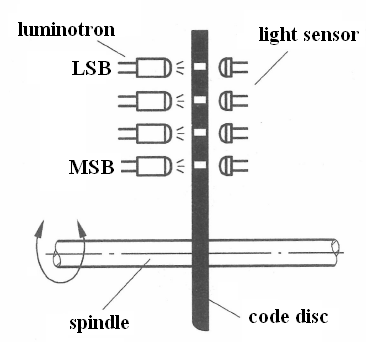 luminotron
light sensor
LSB
MSB
spindle
code disc